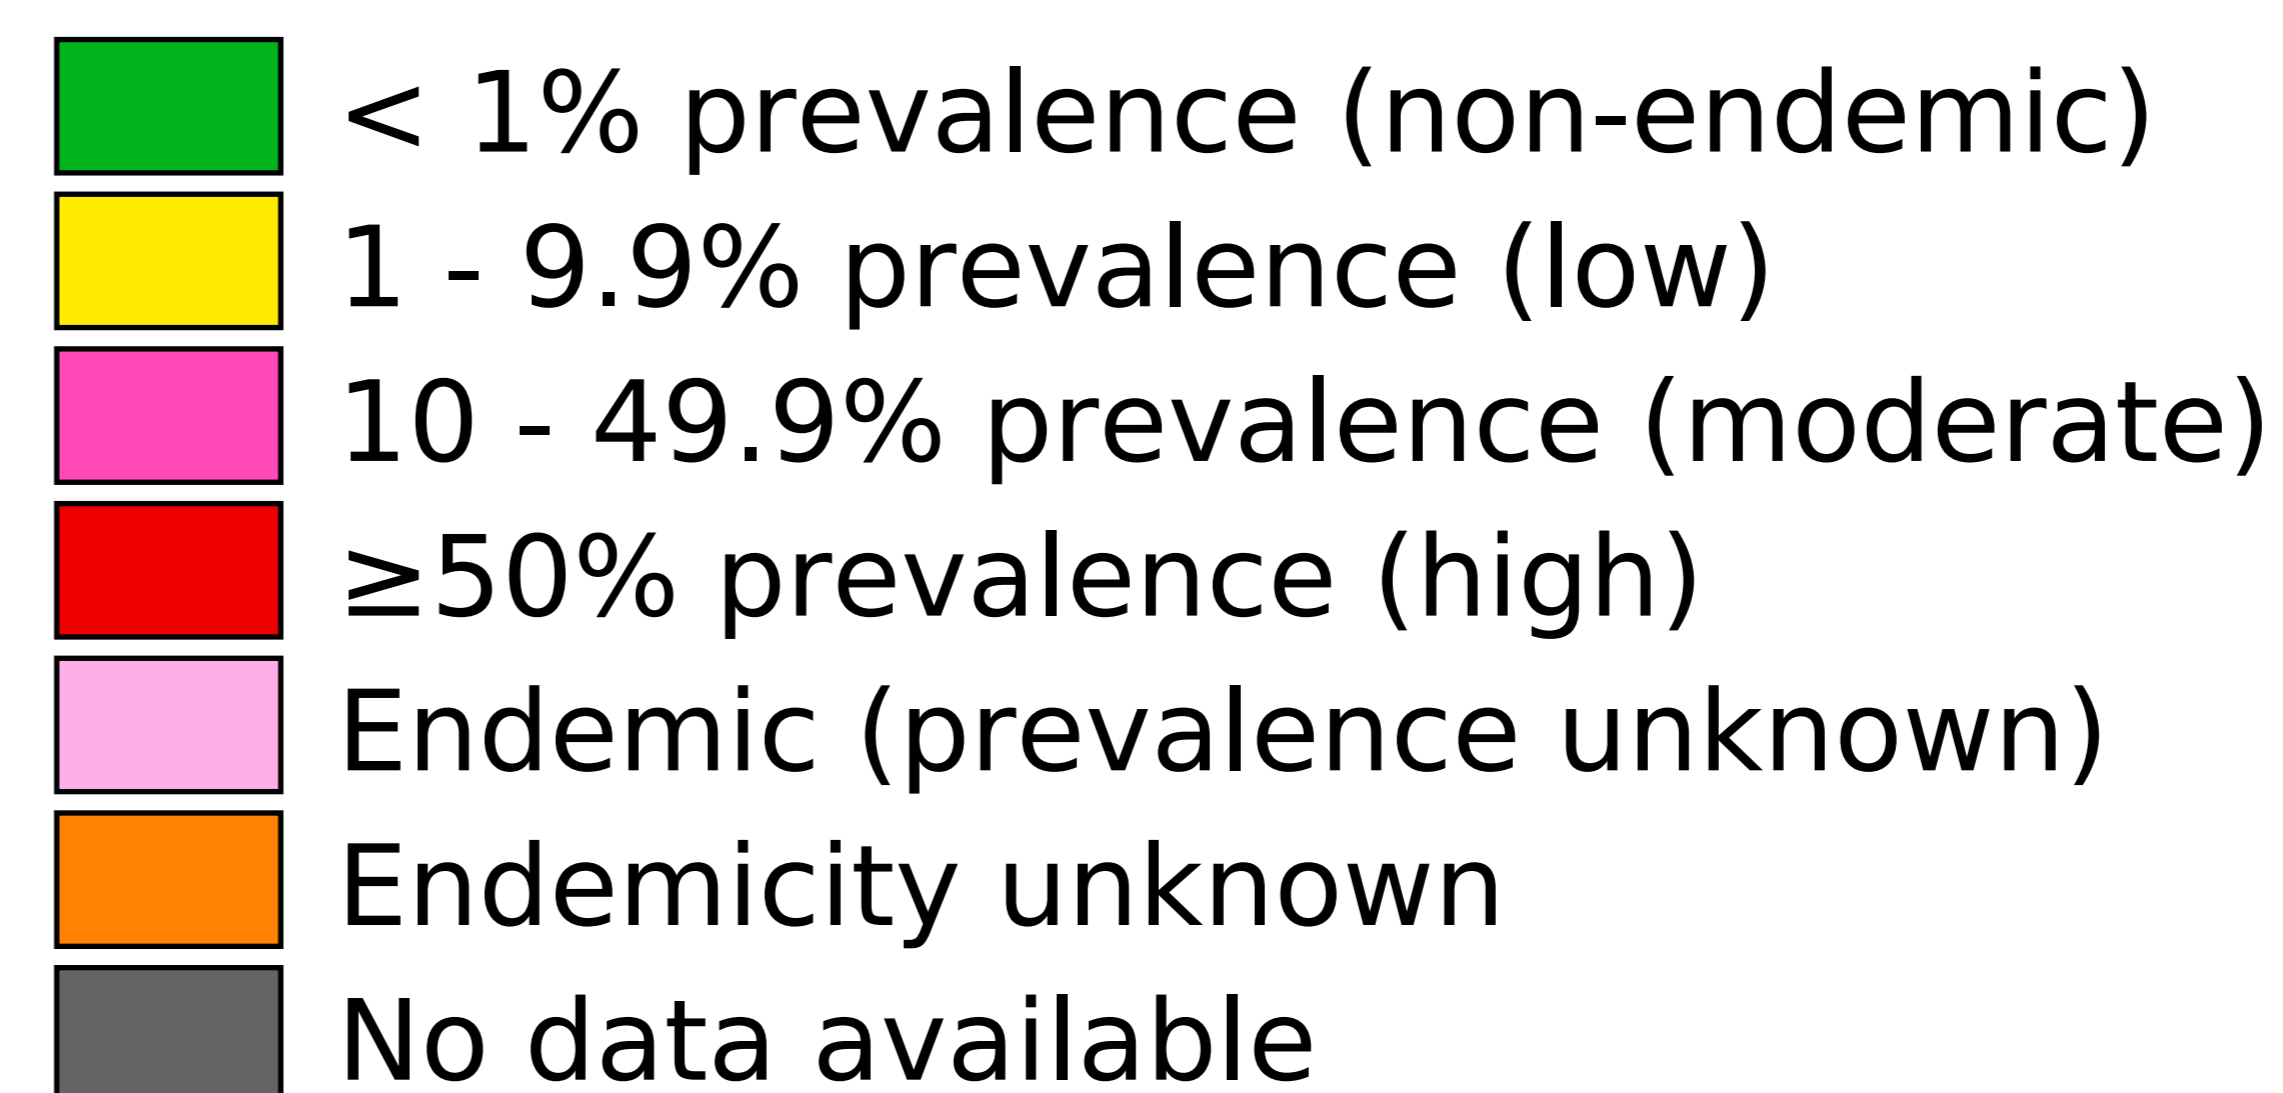 < 1% prevalence (non-endemic)
1 - 9.9% prevalence (low)
10 - 49.9% prevalence (moderate)
≥50% prevalence (high)
Endemic (prevalence unknown)
Endemicity unknown
No data available